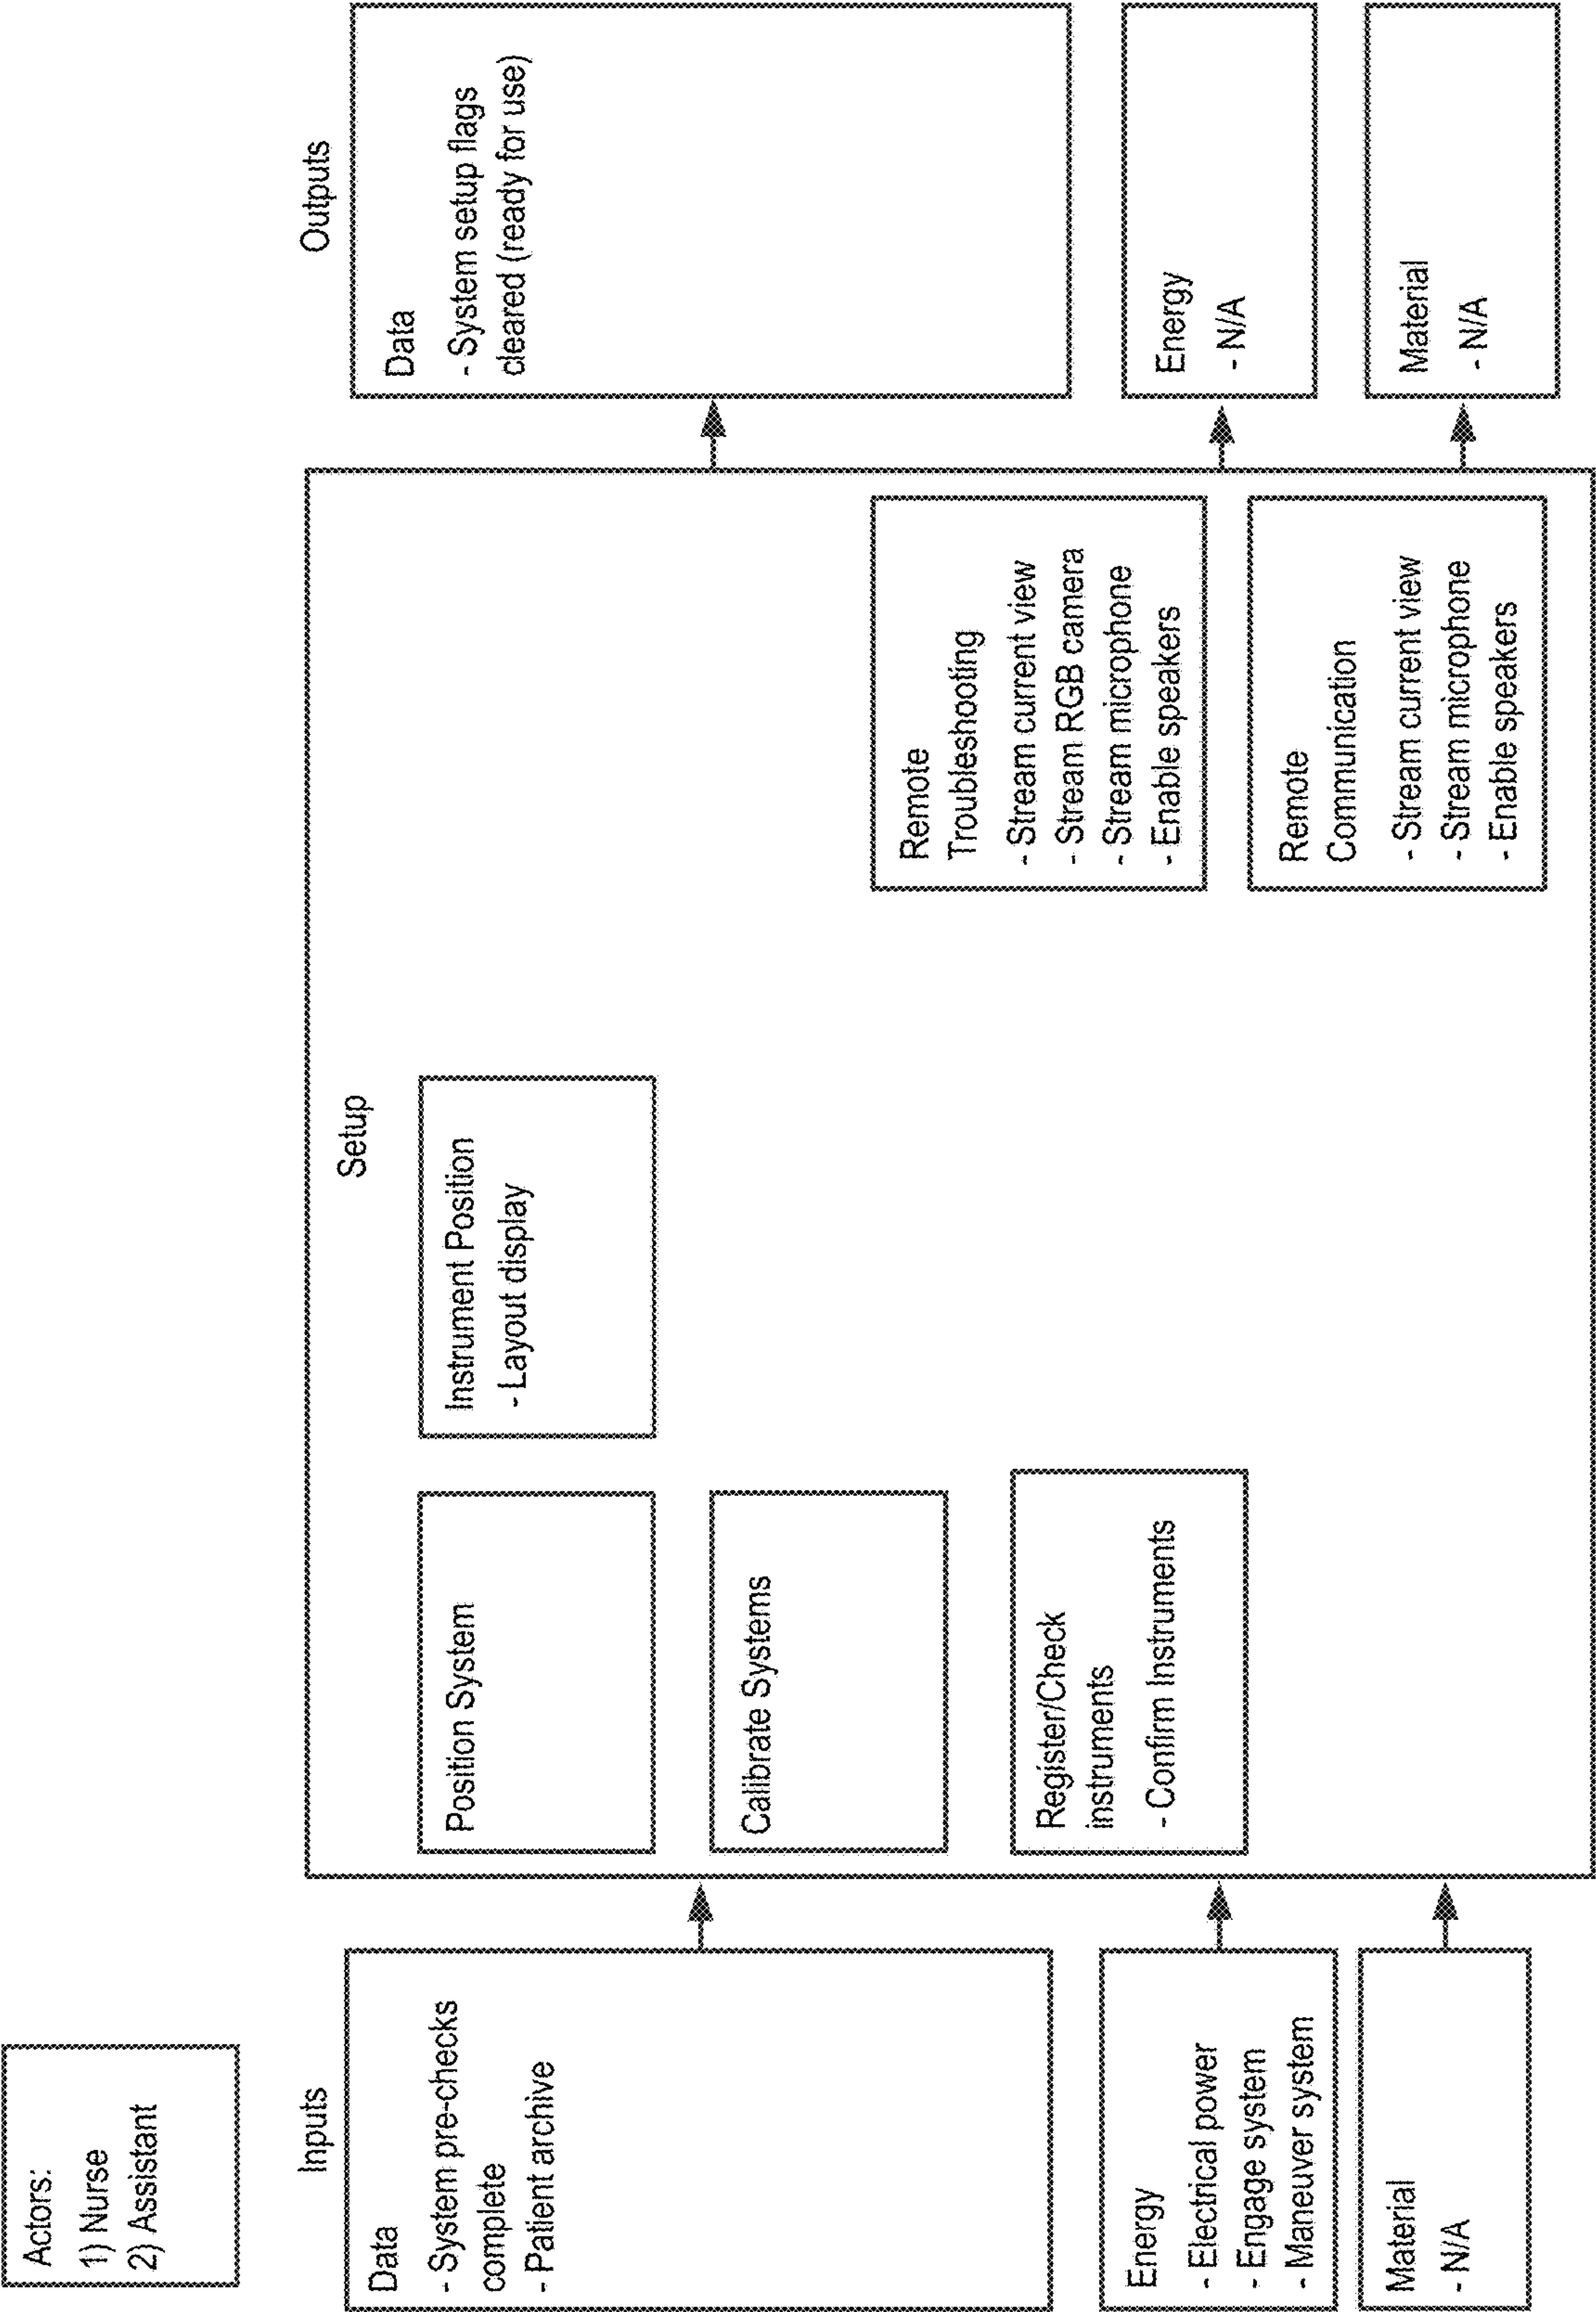 Actors:
1) Nurse
2) Assistant
Inputs
Data
- System pre-checks
complete
- Patient archive
Energy
- Electrical power
- Engage system
- Maneuver system
Material
- N/A
Setup
Position System
Instrument Position
- Layout display
Calibrate Systems
Register/Check
instruments
- Confirm Instruments
Remote
Troubleshooting
- Stream current view
- Stream RGB camera
- Stream microphone
- Enable speakers
Remote
Communication
- Stream current view
- Stream microphone
- Enable speakers
Outputs
Data
- System setup flags
cleared (ready for use)
Energy
- N/A
Material
- N/A